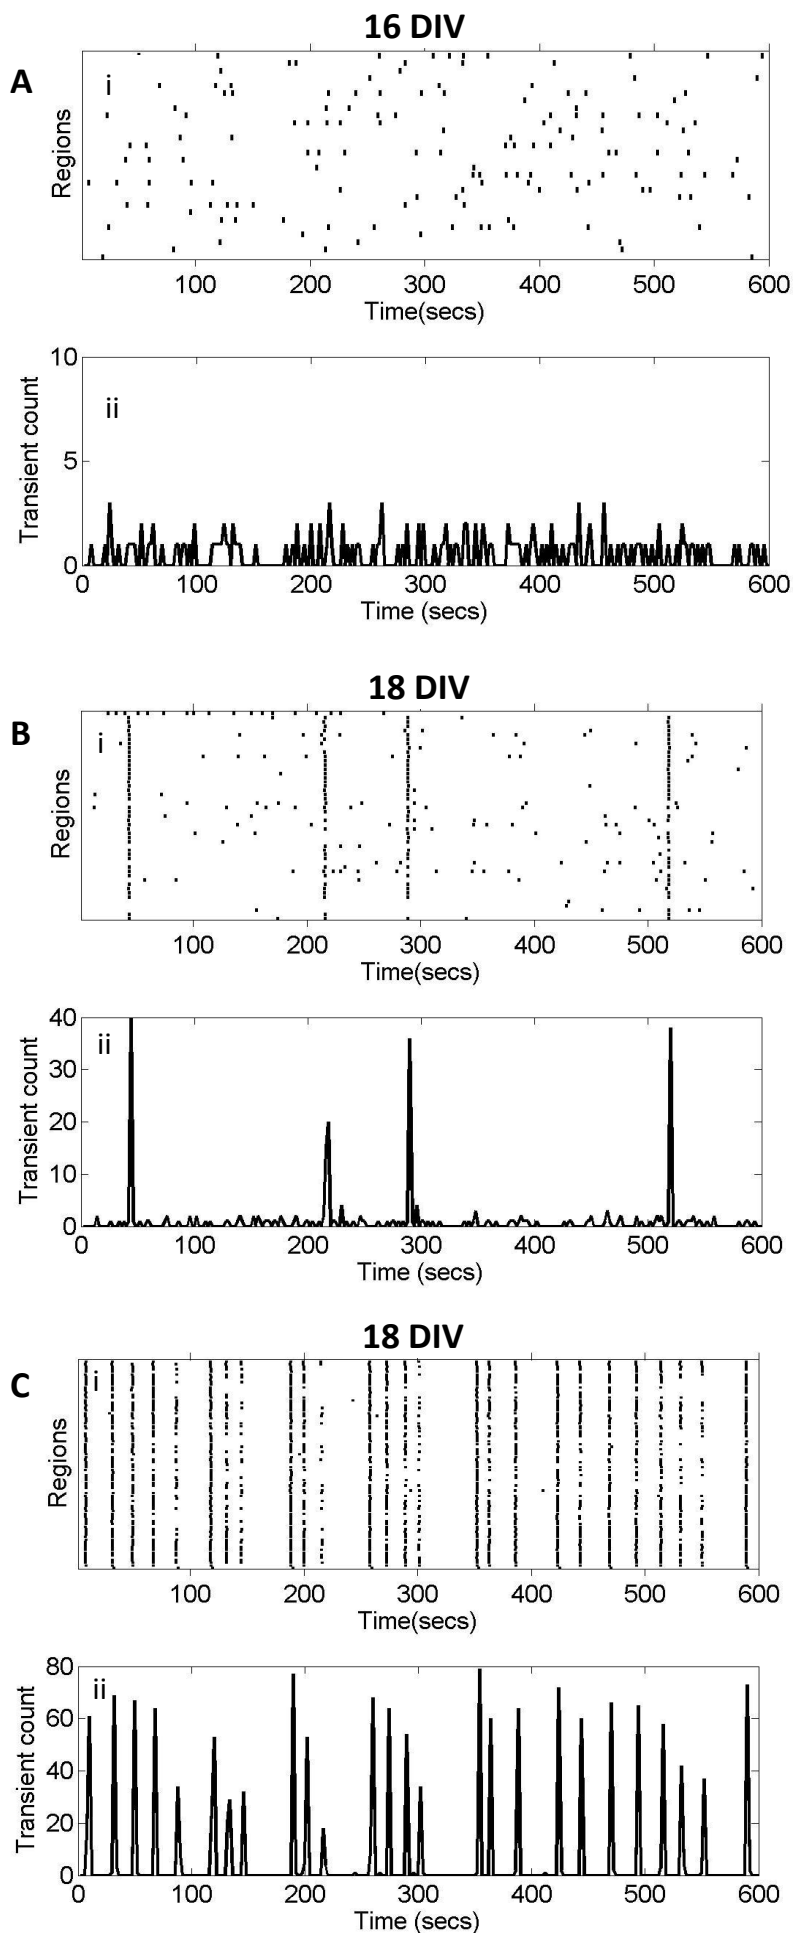 16 DIV
A
i
Regions
100 200 300 400 500 600
Time(secs)
10
5
0
ii
Transient count
0 100 200 300 400 500 600
Time (secs)
18 DIV
B
i
Regions
100 200 300 400 500 600
Time(secs)
40
30
20
10
0
ii
Transient count
0 100 200 300 400 500 600
Time (secs)
18 DIV
C
i
Regions
100 200 300 400 500 600
Time(secs)
80
60
40
20
0
ii
Transient count
0 100 200 300 400 500 600
Time (secs)